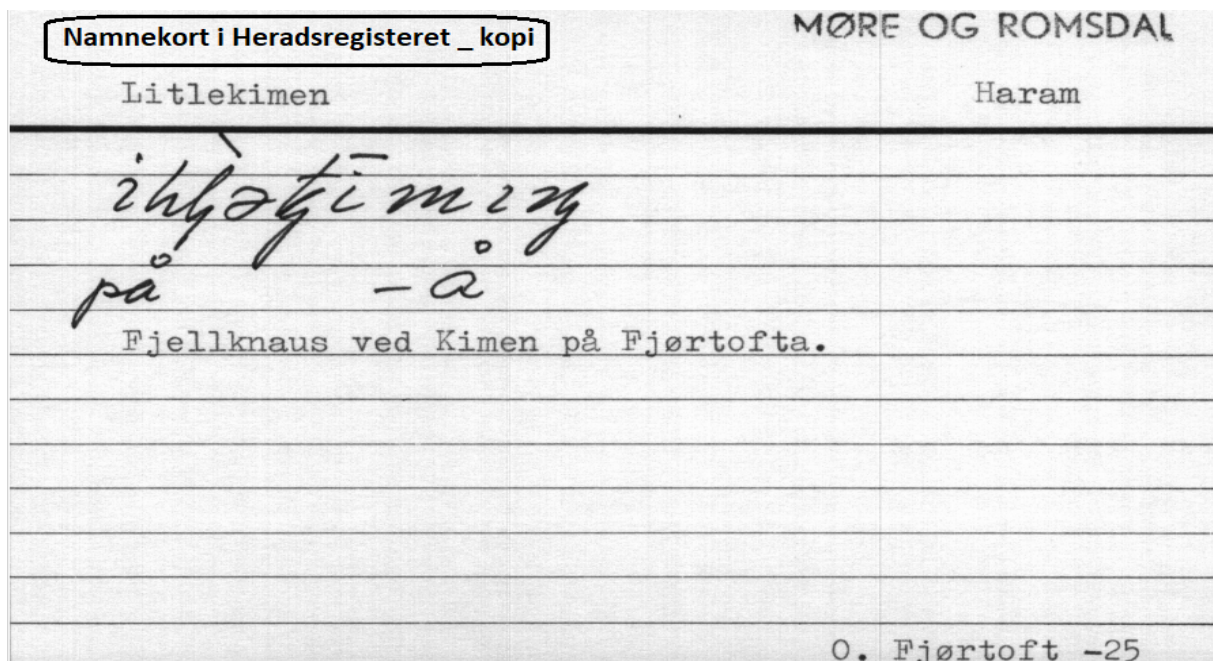 MØRE OG ROMSDAL
Namnekort i Heradsregisteret _ kopi
Litlekimen Haram
på -å
Fjellknaus ved Kimen på Fjørtofta.
O. Fjørtoft -25